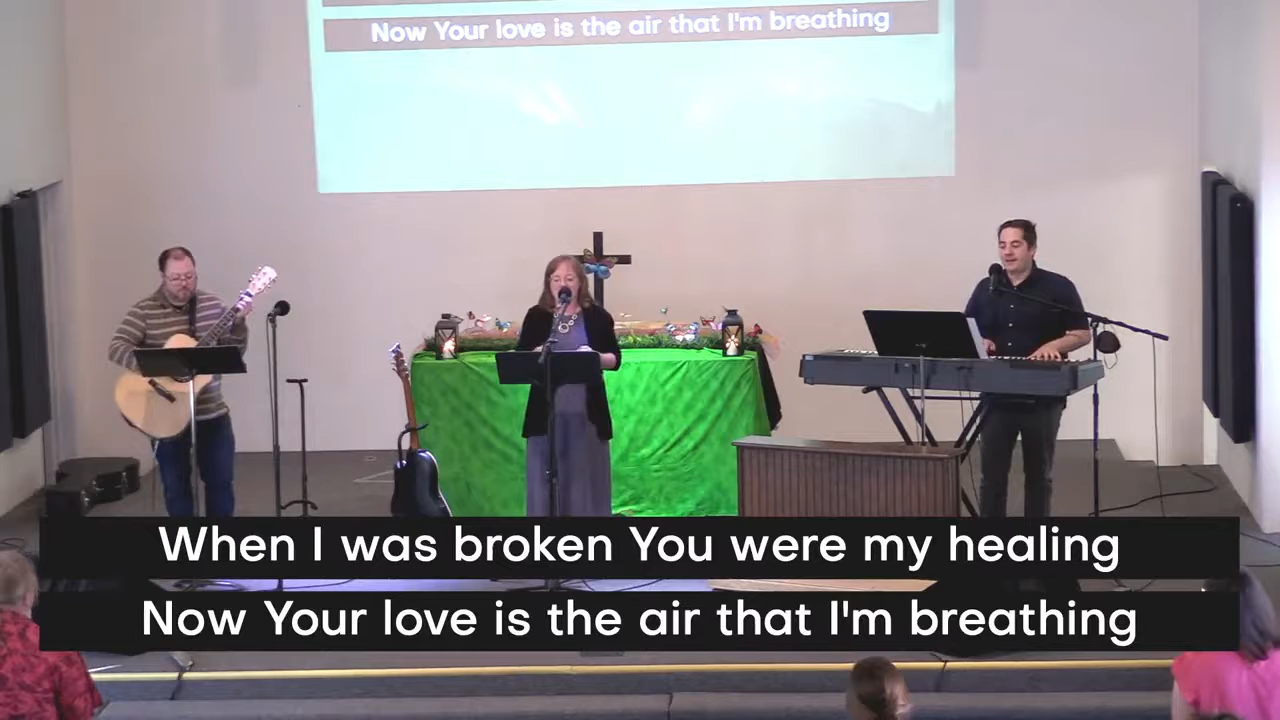 Now Your love is the air that I'm breathing
When I was broken You were my healing
Now Your love is the air that I'm breathing